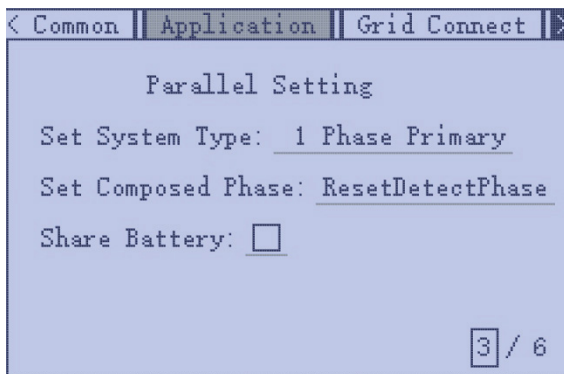 < Common Application Grid Connect >
Parallel Setting
Set System Type: 1 Phase Primary
Set Composed Phase: ResetDetectPhase
Share Battery:
3 / 6